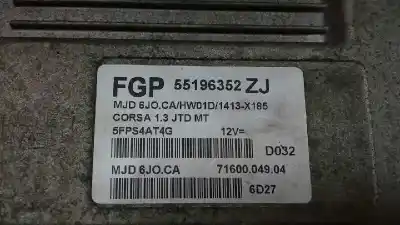 FGP 55196352 ZJ
MJD 6JO.CA/HW01D/1413-X185
CORSA 1.3 JTD MT
5FPS4AT4G 12V=
D032
MJD 6JO.CA 71600.049.04
6D27